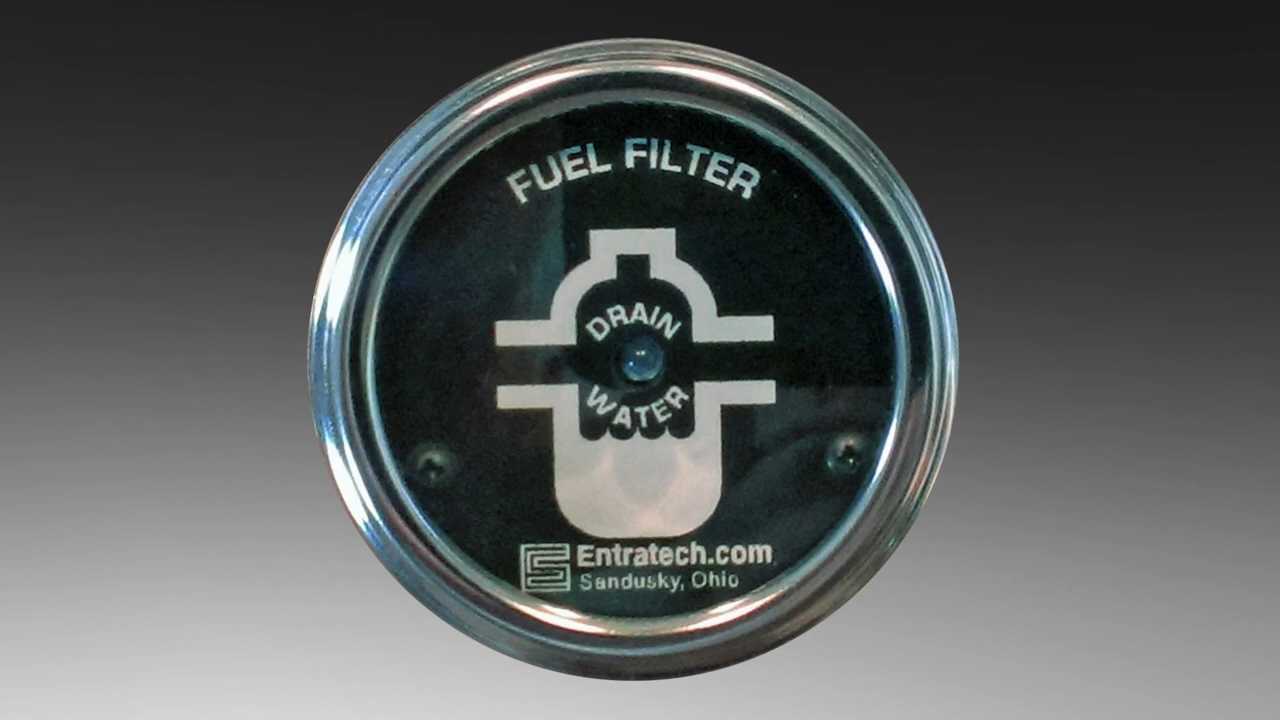 FUEL FILTER
DRAIN
WATER
Entratech.com
Sandusky, Ohio